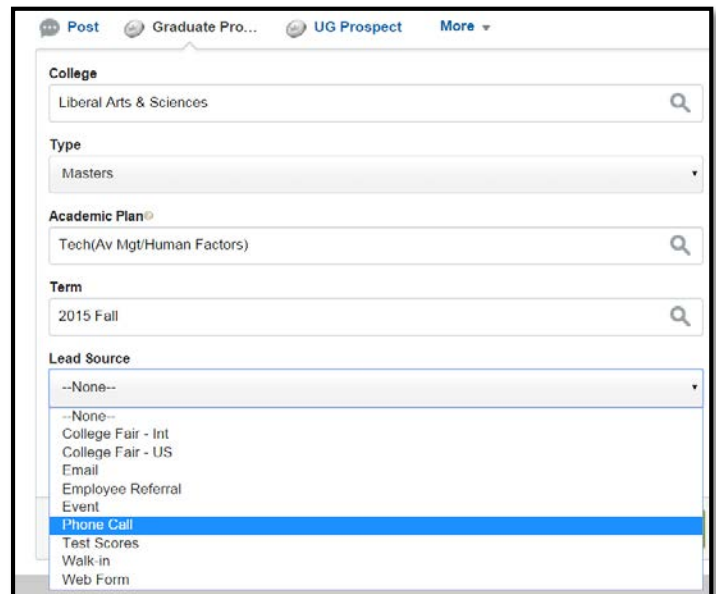 Post Graduate Pro... UG Prospect More
College
Liberal Arts & Sciences
Type
Masters
Academic Plan
Tech(Av Mgt/Human Factors)
Term
2015 Fall
Lead Source
--None--
--None--
College Fair - Int
College Fair - US
Email
Employee Referral
Event
Phone Call
Test Scores
Walk-in
Web Form